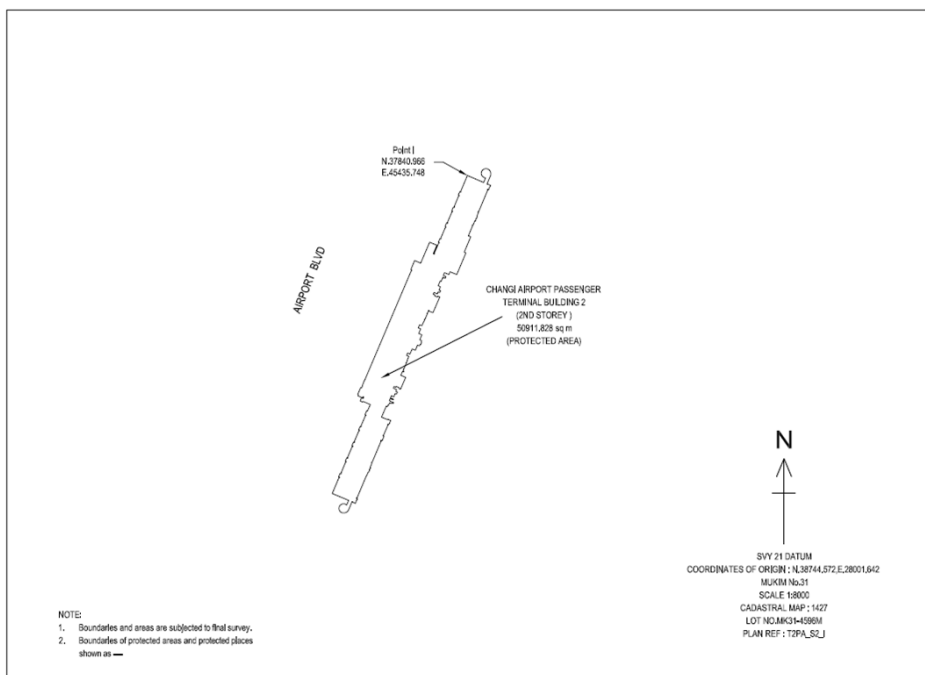 Point I
N.37840.966
E.45435.748
AIRPORT BLVD
CHANGI AIRPORT PASSENGER
TERMINAL BUILDING 2
(2ND STOREY )
50911.828 sq m
(PROTECTED AREA)
N
SVY 21 DATUM
COORDINATES OF ORIGIN : N.38744.572,E.28001.642
MUKIM No.31
SCALE 1:8000
CADASTRAL MAP : 1427
LOT NO.MK31-4596M
PLAN REF : T2PA_S2_I
NOTE:
1. Boundaries and areas are subjected to final survey.
2. Boundaries of protected areas and protected places
shown as —